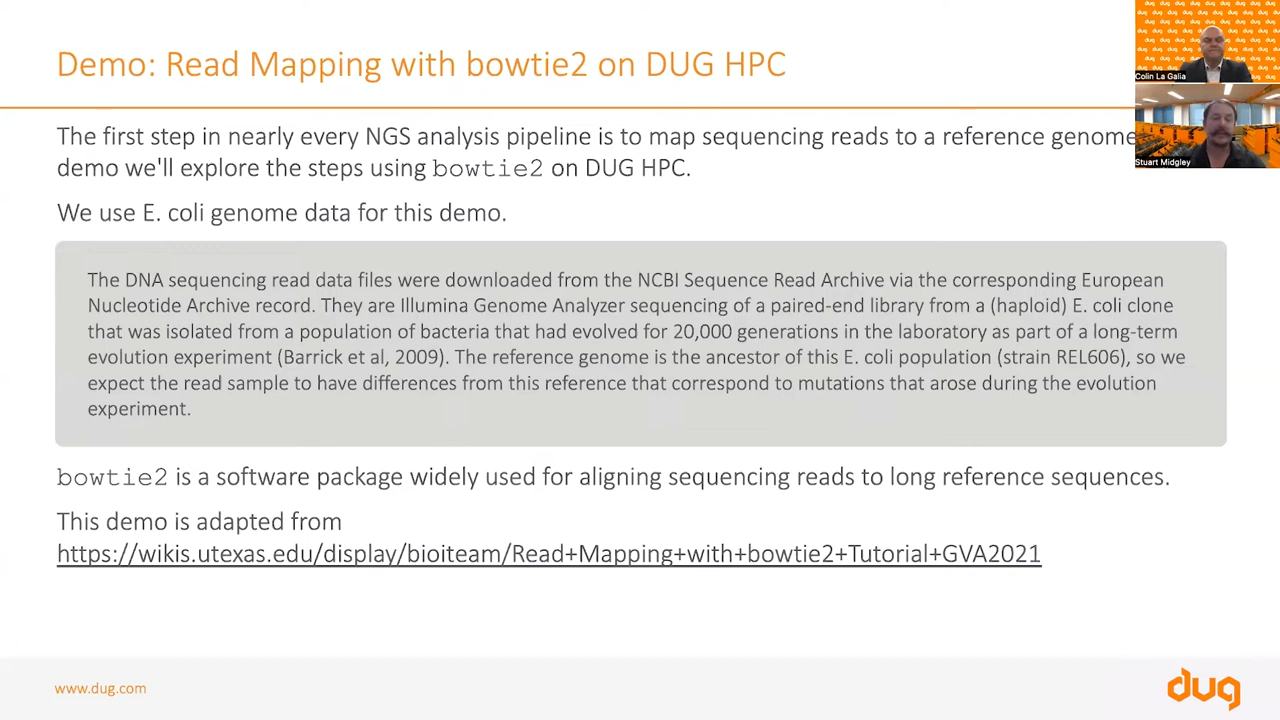 Demo: Read Mapping with bowtie2 on DUG HPC
Colin La Galia
Stuart Midgley
The first step in nearly every NGS analysis pipeline is to map sequencing reads to a reference genome
demo we'll explore the steps using bowtie2 on DUG HPC.
We use E. coli genome data for this demo.
The DNA sequencing read data files were downloaded from the NCBI Sequence Read Archive via the corresponding European
Nucleotide Archive record. They are Illumina Genome Analyzer sequencing of a paired-end library from a (haploid) E. coli clone
that was isolated from a population of bacteria that had evolved for 20,000 generations in the laboratory as part of a long-term
evolution experiment (Barrick et al, 2009). The reference genome is the ancestor of this E. coli population (strain REL606), so we
expect the read sample to have differences from this reference that correspond to mutations that arose during the evolution
experiment.
bowtie2 is a software package widely used for aligning sequencing reads to long reference sequences.
This demo is adapted from
https://wikis.utexas.edu/display/bioiteam/Read+Mapping+with+bowtie2+Tutorial+GVA2021
www.dug.com
dug